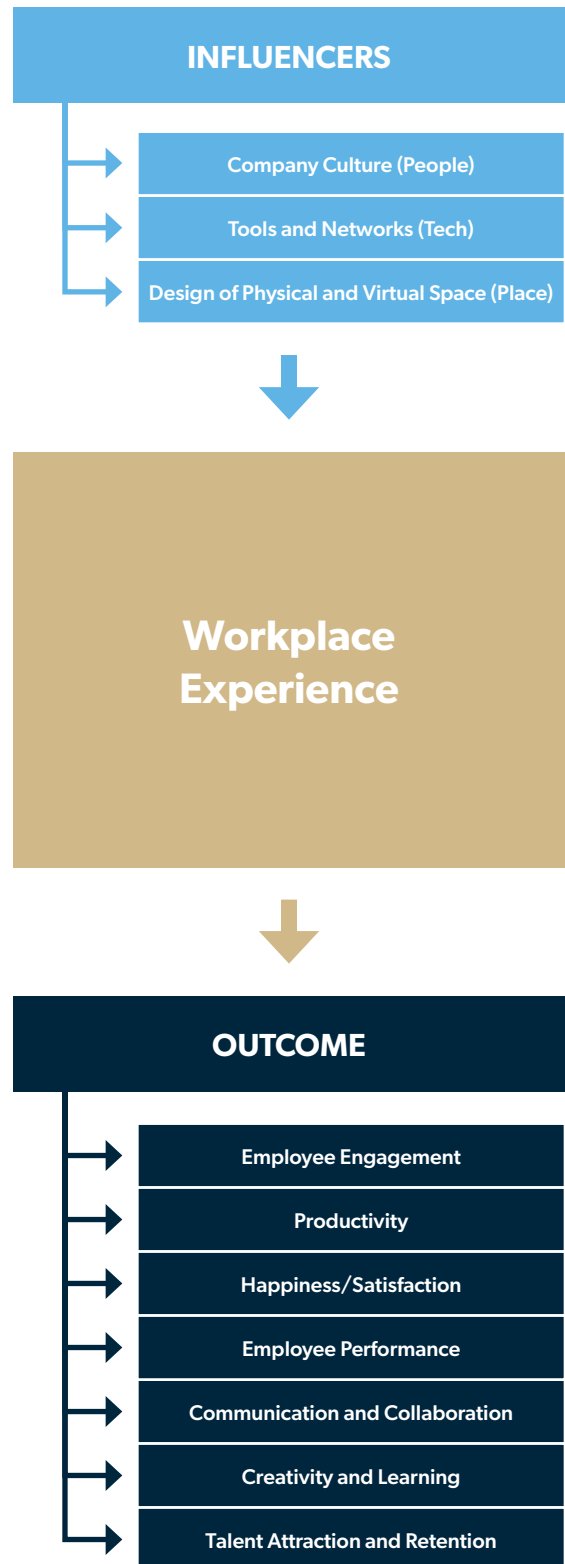 INFLUENCERS
Company Culture (People)
Tools and Networks (Tech)
Design of Physical and Virtual Space (Place)
Workplace
Experience
OUTCOME
Employee Engagement
Productivity
Happiness/Satisfaction
Employee Performance
Communication and Collaboration
Creativity and Learning
Talent Attraction and Retention